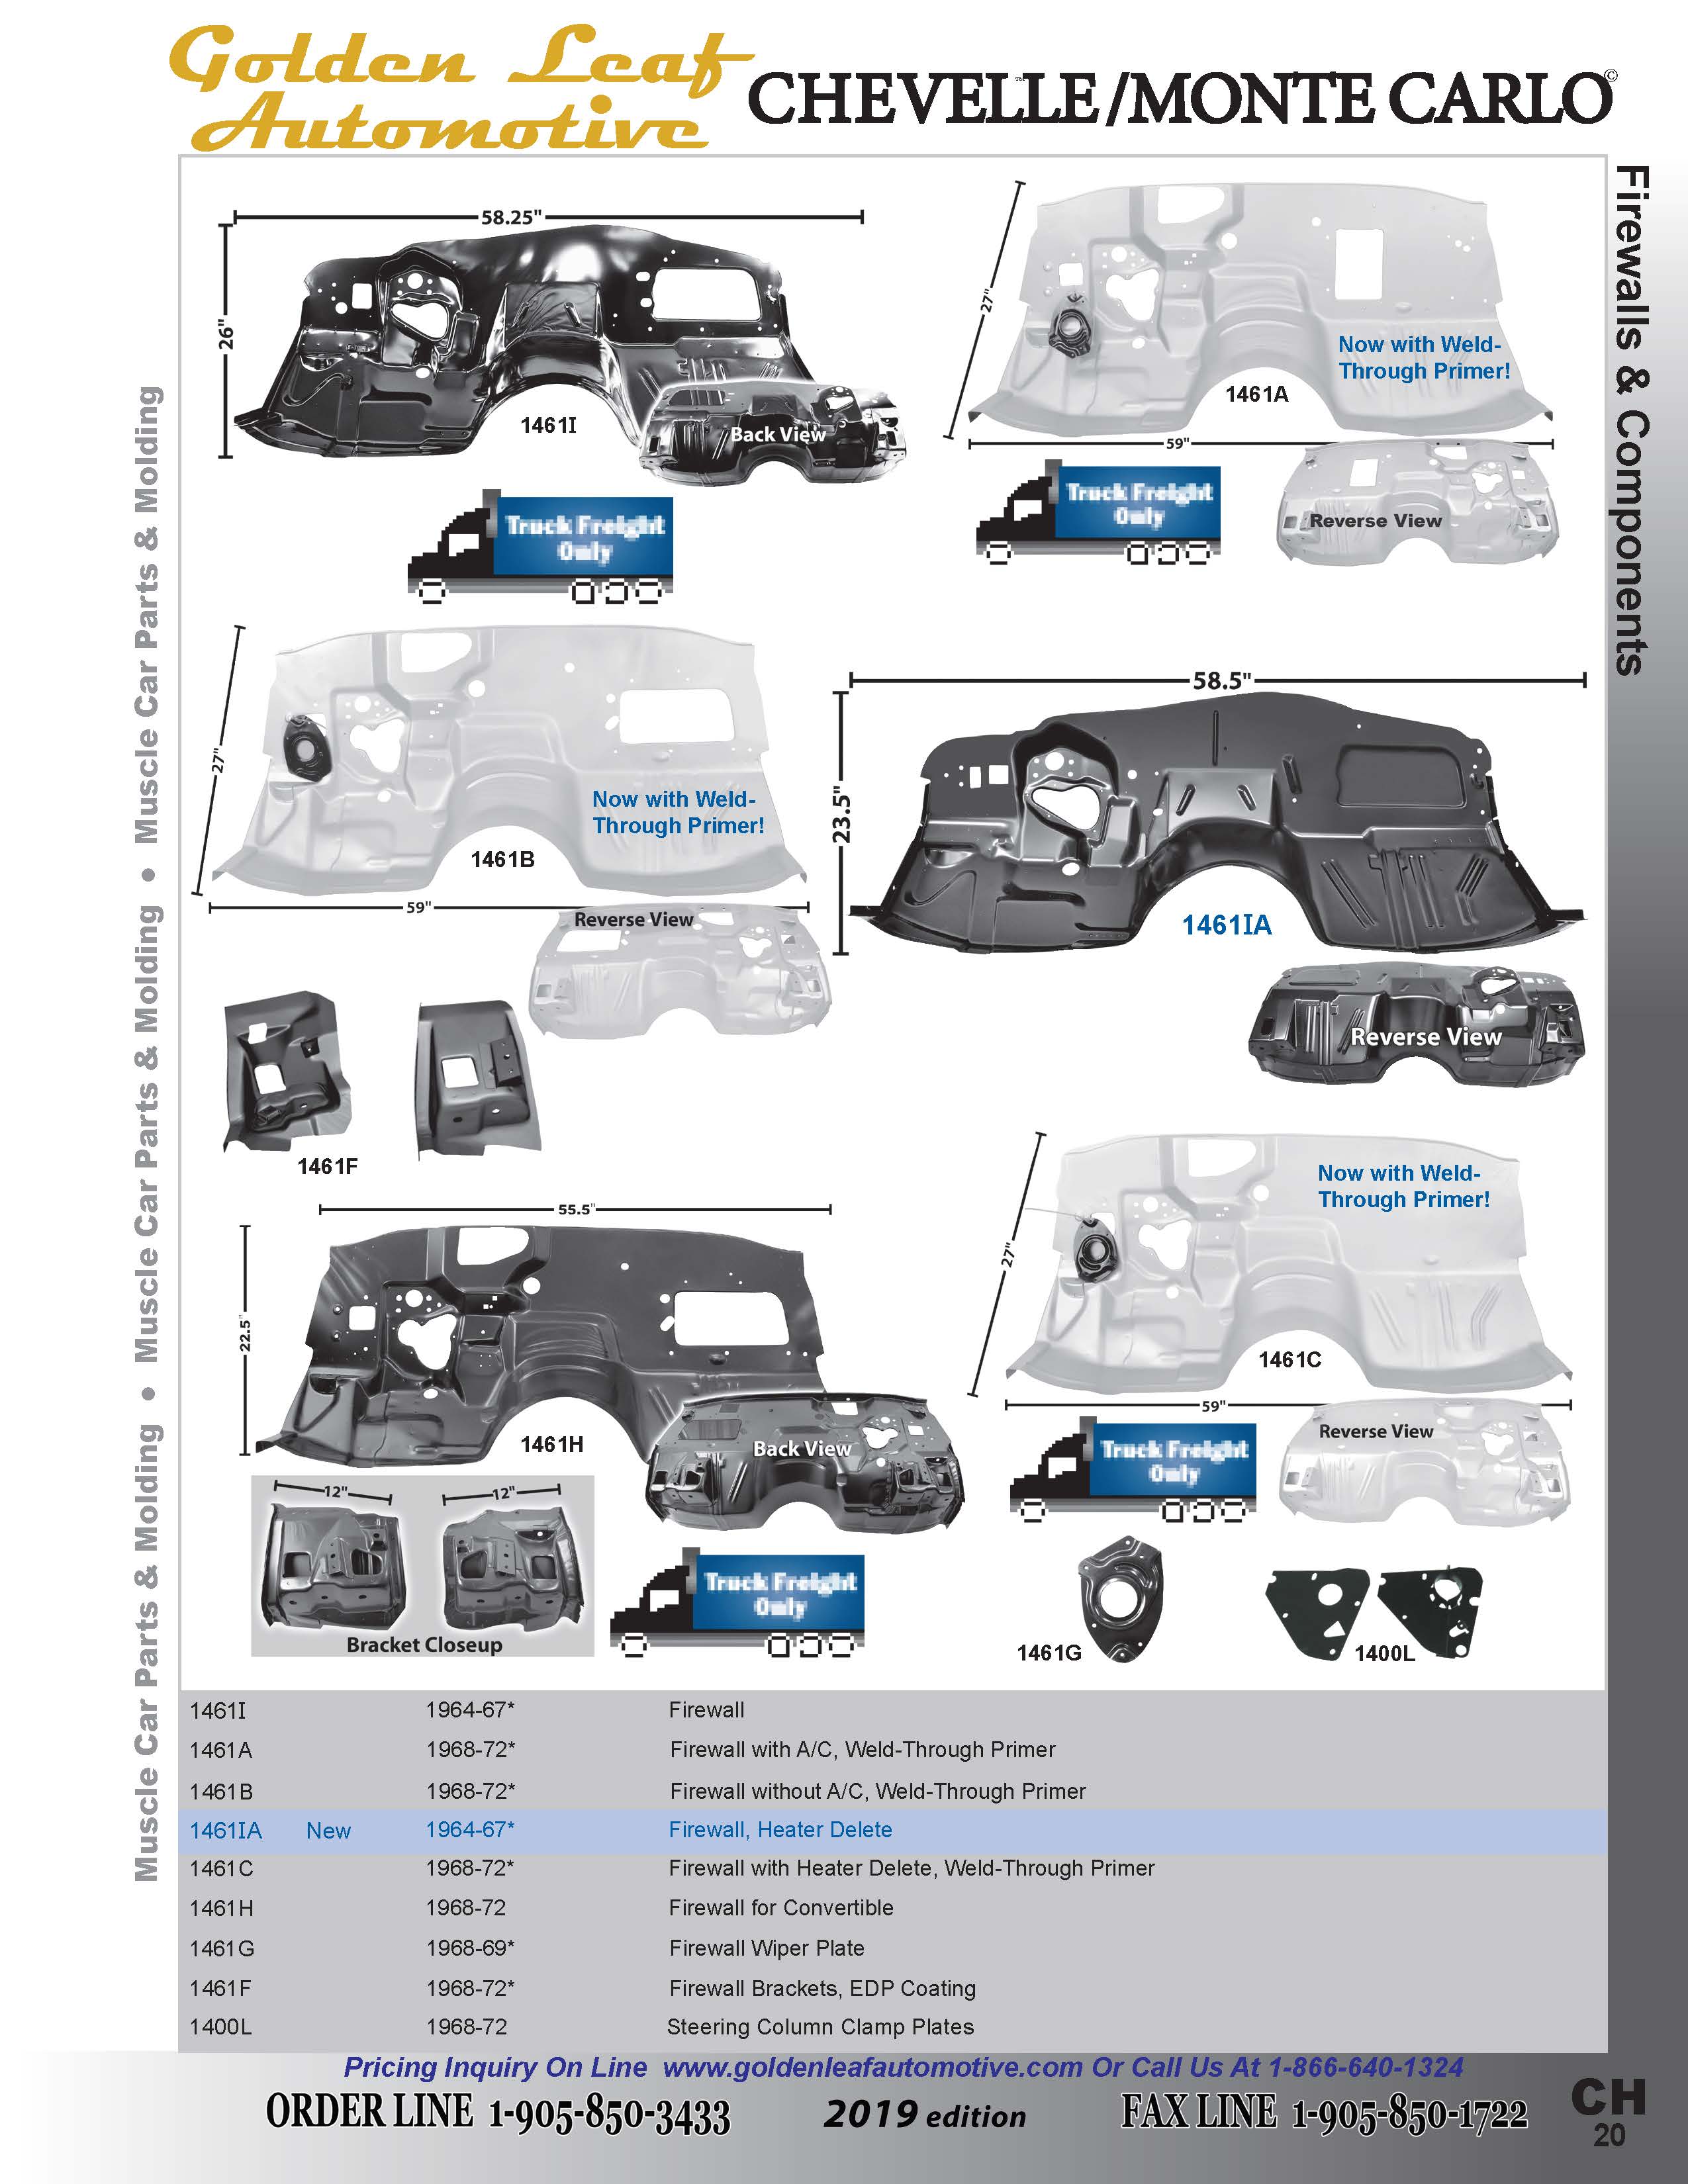 Golden Leaf
Automotive
CHEVELLE/MONTE CARLO©
™
Firewalls & Components
Muscle Car Parts & Molding • Muscle Car Parts & Molding • Muscle Car Parts & Molding
58.25"
26"
1461I
Back View
Truck Freight
Only
27"
Now with Weld-
Through Primer!
1461A
59"
Truck Freight
Only
Reverse View
27"
Now with Weld-
Through Primer!
1461B
59"
Reverse View
58.5"
23.5"
1461IA
Reverse View
1461F
55.5"
22.5"
1461H
Back View
12"
12"
Bracket Closeup
Truck Freight
Only
27"
Now with Weld-
Through Primer!
1461C
59"
Reverse View
Truck Freight
Only
1461G
1400L
1461I 1964-67* Firewall
1461A 1968-72* Firewall with A/C, Weld-Through Primer
1461B 1968-72* Firewall without A/C, Weld-Through Primer
1461IA New 1964-67* Firewall, Heater Delete
1461C 1968-72* Firewall with Heater Delete, Weld-Through Primer
1461H 1968-72 Firewall for Convertible
1461G 1968-69* Firewall Wiper Plate
1461F 1968-72* Firewall Brackets, EDP Coating
1400L 1968-72 Steering Column Clamp Plates
Pricing Inquiry On Line www.goldenleafautomotive.com Or Call Us At 1-866-640-1324
ORDER LINE 1-905-850-3433 2019 edition FAX LINE 1-905-850-1722
CH
20